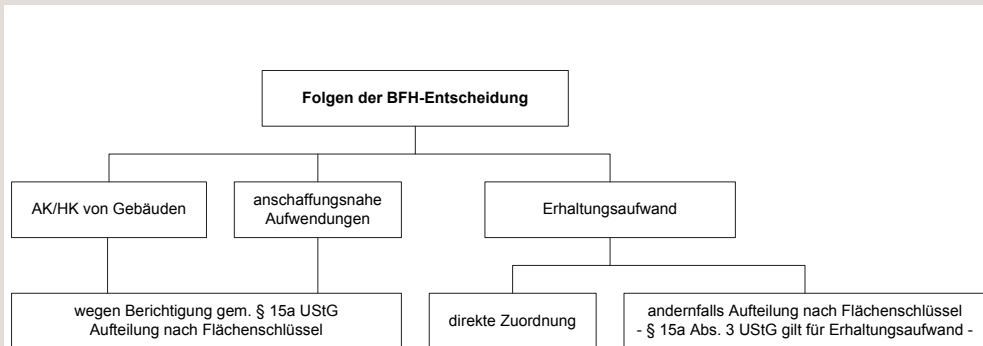 Folgen der BFH-Entscheidung
AK/HK von Gebäuden
anschaffungsnahe
Aufwendungen
Erhaltungsaufwand
wegen Berichtigung gem. § 15a UStG
Aufteilung nach Flächenschlüssel
direkte Zuordnung
andernfalls Aufteilung nach Flächenschlüssel
- § 15a Abs. 3 UStG gilt für Erhaltungsaufwand -